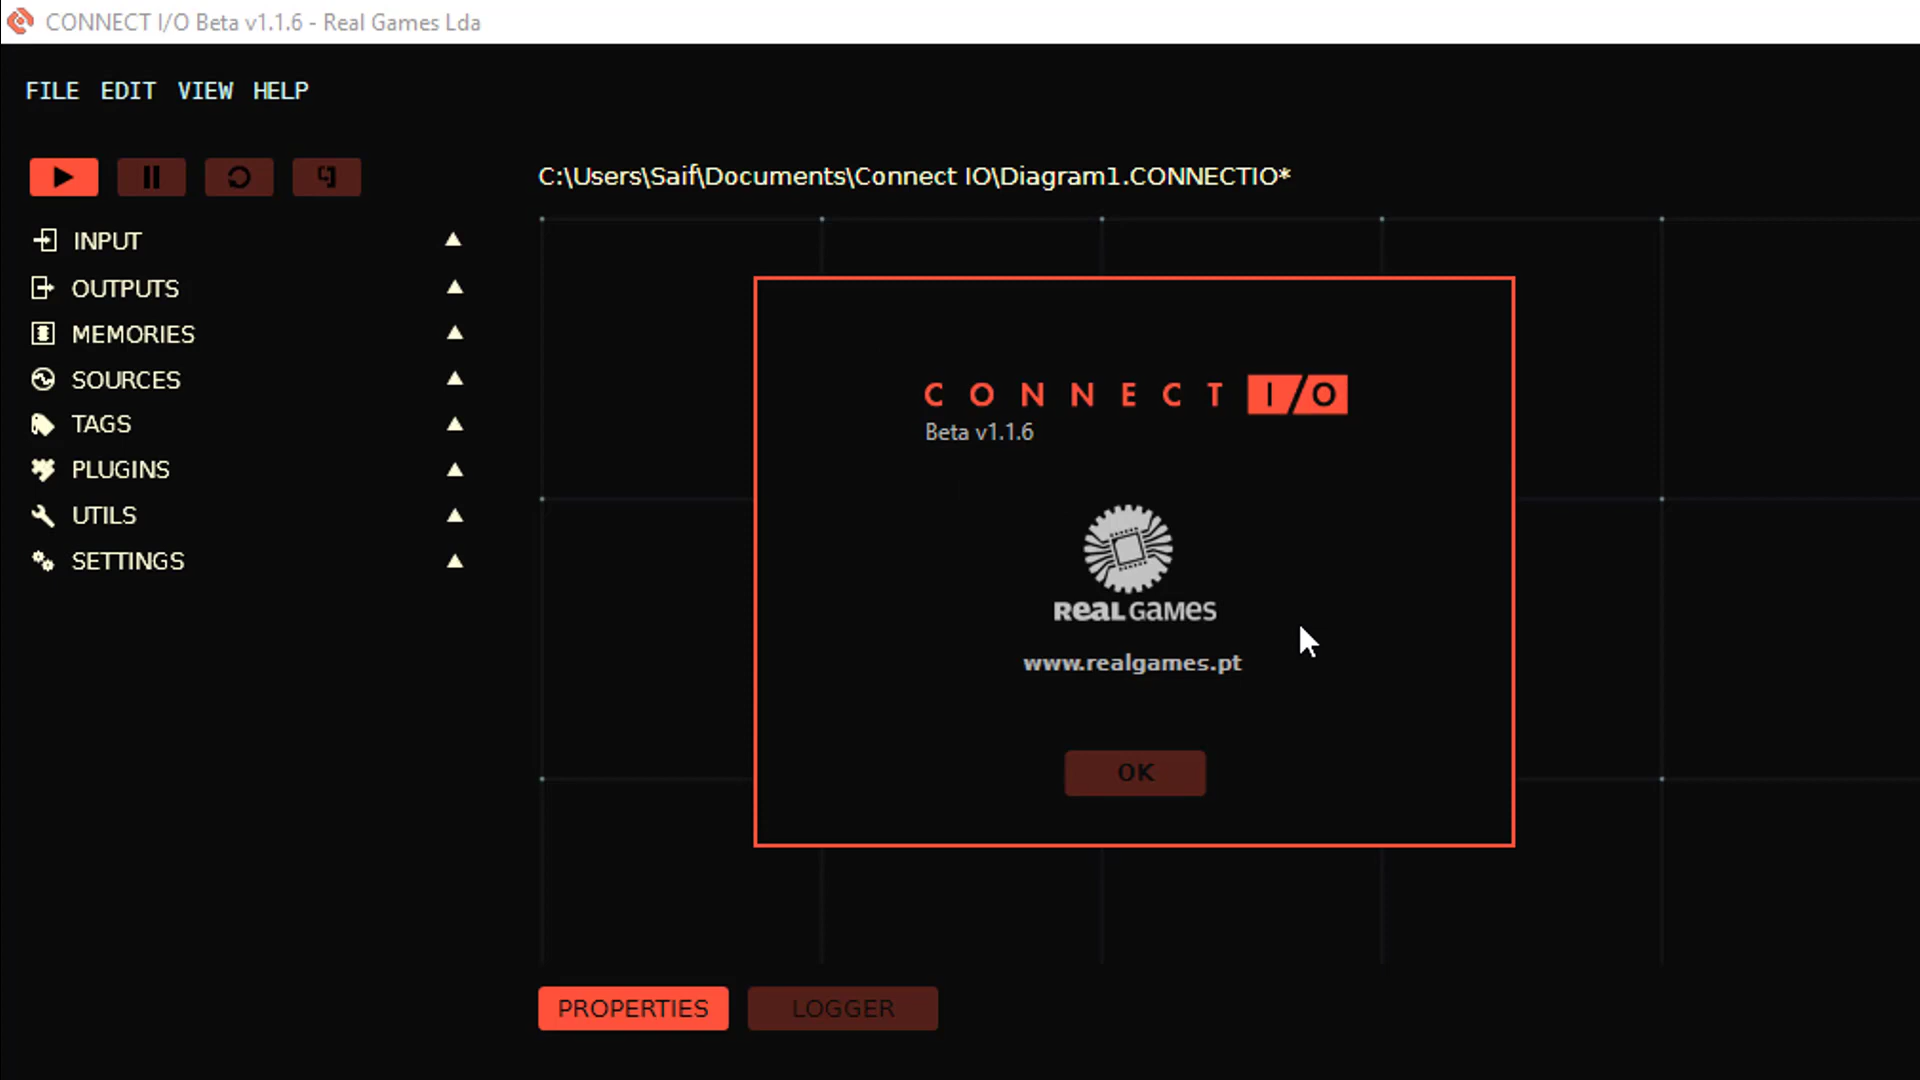 CONNECT I/O Beta v1.1.6 - Real Games Lda
FILE EDIT VIEW HELP
C:\Users\Saif\Documents\Connect IO\Diagram1.CONNECTIO*
INPUT
OUTPUTS
MEMORIES
SOURCES
TAGS
PLUGINS
UTILS
SETTINGS
CONNECT I/O
Beta v1.1.6
REAL GAMES
www.realgames.pt
OK
PROPERTIES LOGGER